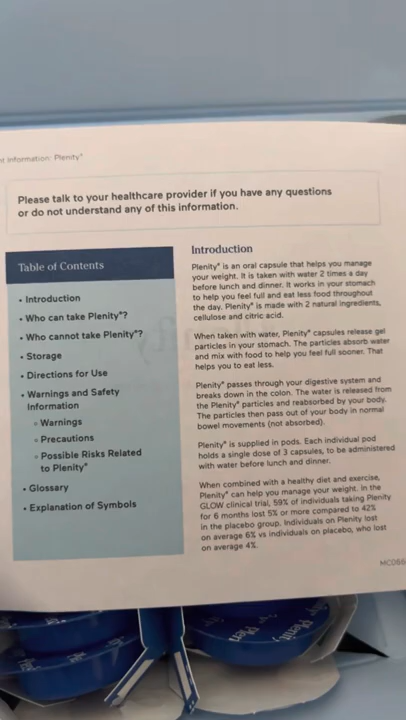 nt Information: Plenity®
Please talk to your healthcare provider if you have any questions
or do not understand any of this information.
Table of Contents
• Introduction
• Who can take Plenity®?
• Who cannot take Plenity®?
• Storage
• Directions for Use
• Warnings and Safety
Information
◦ Warnings
◦ Precautions
◦ Possible Risks Related
to Plenity®
• Glossary
• Explanation of Symbols
Introduction
Plenity® is an oral capsule that helps you manage
your weight. It is taken with water 2 times a day
before lunch and dinner. It works in your stomach
to help you feel full and eat less food throughout
the day. Plenity® is made with 2 natural ingredients,
cellulose and citric acid.
When taken with water, Plenity® capsules release gel
particles in your stomach. The particles absorb water
and mix with food to help you feel full sooner. That
helps you to eat less.
Plenity® passes through your digestive system and
breaks down in the colon. The water is released from
the Plenity® particles and reabsorbed by your body.
The particles then pass out of your body in normal
bowel movements (not absorbed).
Plenity® is supplied in pods. Each individual pod
holds a single dose of 3 capsules, to be administered
with water before lunch and dinner.
When combined with a healthy diet and exercise,
Plenity® can help you manage your weight. In the
GLOW clinical trial, 59% of individuals taking Plenity
for 6 months lost 5% or more compared to 42%
in the placebo group. Individuals on Plenity lost
on average 6% vs individuals on placebo, who lost
on average 4%.
MC066
Plenity